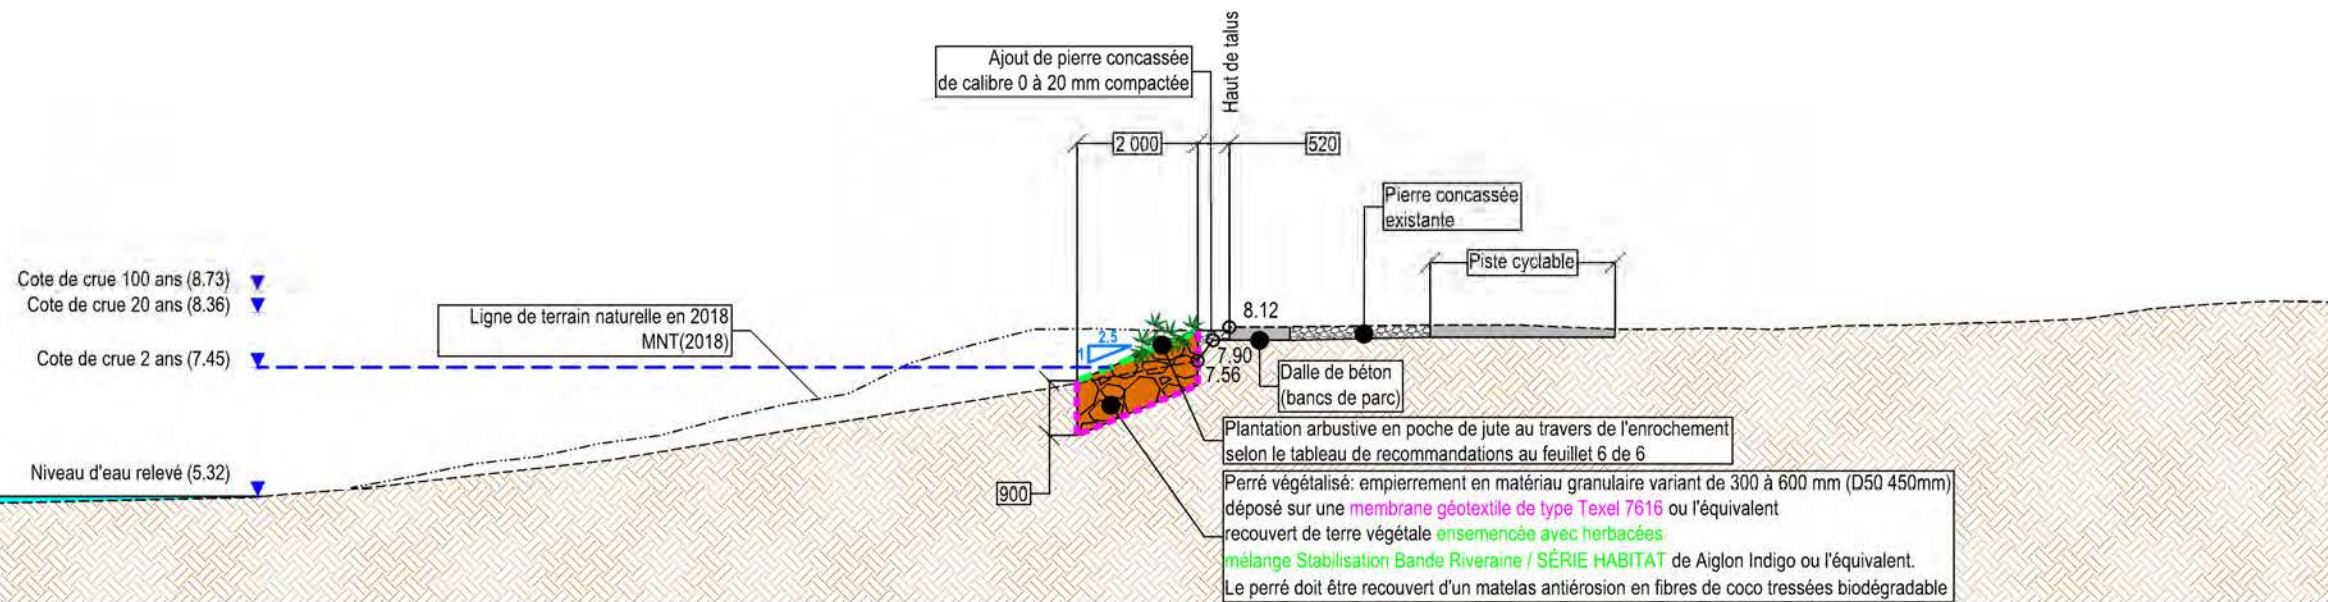 Ajout de pierre concassée
de calibre 0 à 20 mm compactée
Haut de talus
2 000
520
Pierre concassée
existante
Piste cyclable
Cote de crue 100 ans (8.73)
Cote de crue 20 ans (8.36)
Cote de crue 2 ans (7.45)
Niveau d'eau relevé (5.32)
Ligne de terrain naturelle en 2018
MNT(2018)
2.5
1
8.12
7.90
7.56
900
Dalle de béton
(bancs de parc)
Plantation arbustive en poche de jute au travers de l'enrochement
selon le tableau de recommandations au feuillet 6 de 6
Perré végétalisé: empierrement en matériau granulaire variant de 300 à 600 mm (D50 450mm)
déposé sur une membrane géotextile de type Texel 7616 ou l'équivalent
recouvert de terre végétale ensemencée avec herbacées
mélange Stabilisation Bande Riveraine / SÉRIE HABITAT de Aiglon Indigo ou l'équivalent.
Le perré doit être recouvert d'un matelas antiérosion en fibres de coco tressées biodégradable